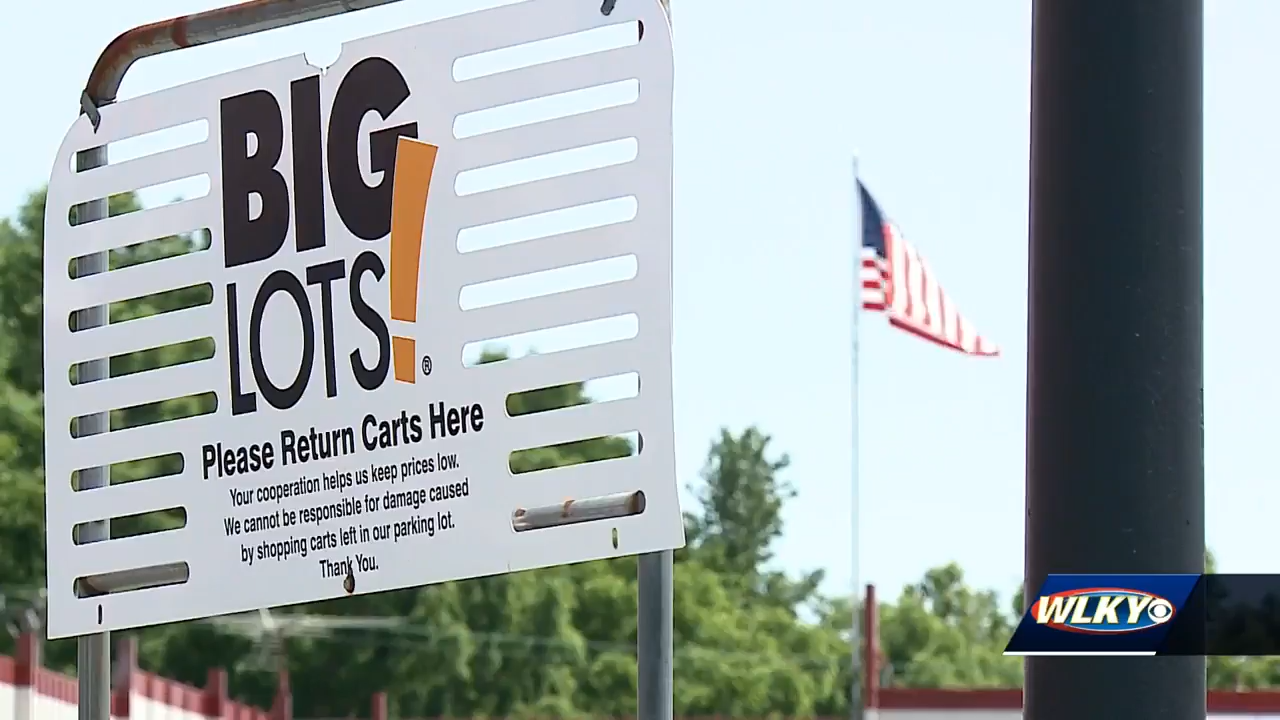 BIG
LOTS!®
Please Return Carts Here
Your cooperation helps us keep prices low.
We cannot be responsible for damage caused
by shopping carts left in our parking lot.
Thank You.
WLKY